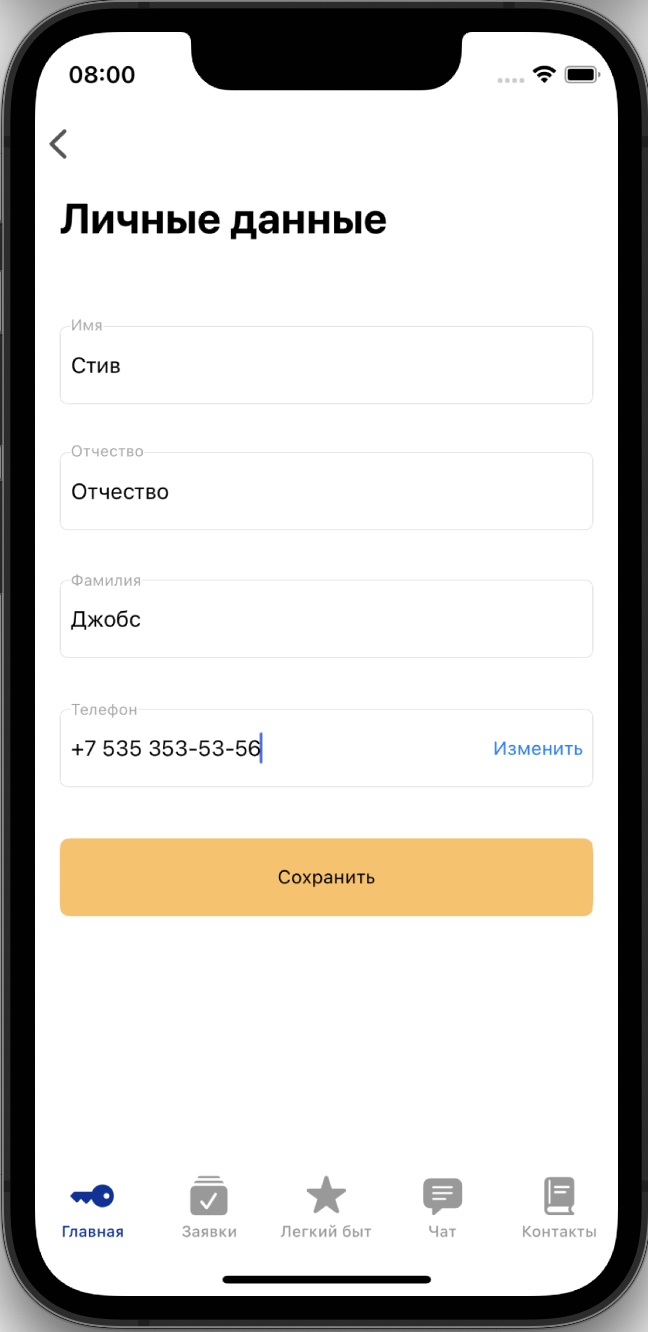 08:00
Личные данные
Имя
Стив
Отчество
Отчество
Фамилия
Джобс
Телефон
+7 535 353-53-56 Изменить
Сохранить
Главная Заявки Легкий быт Чат Контакты